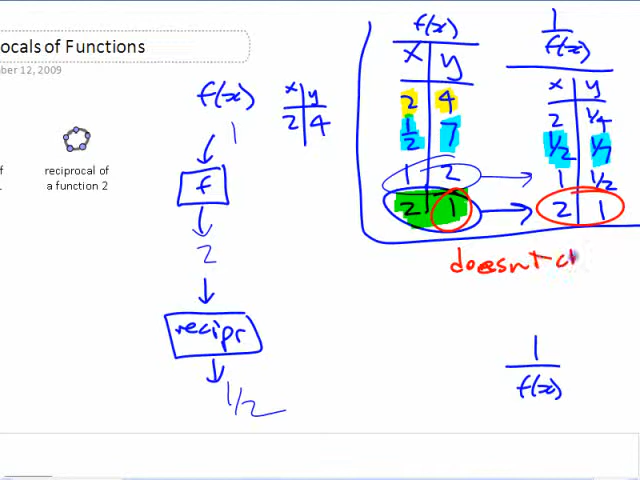 ocals of Functions
ber 12, 2009
of
1
reciprocal of
a function 2
f(x)
x y
2 4
1
f
2
recipr
1/2
f(x)
x y
2 4
1/2 7
1 2
2 1
1/f(x)
x y
2 1/4
1/2 1/7
1 1/2
2 1
doesn't c
1/f(x)